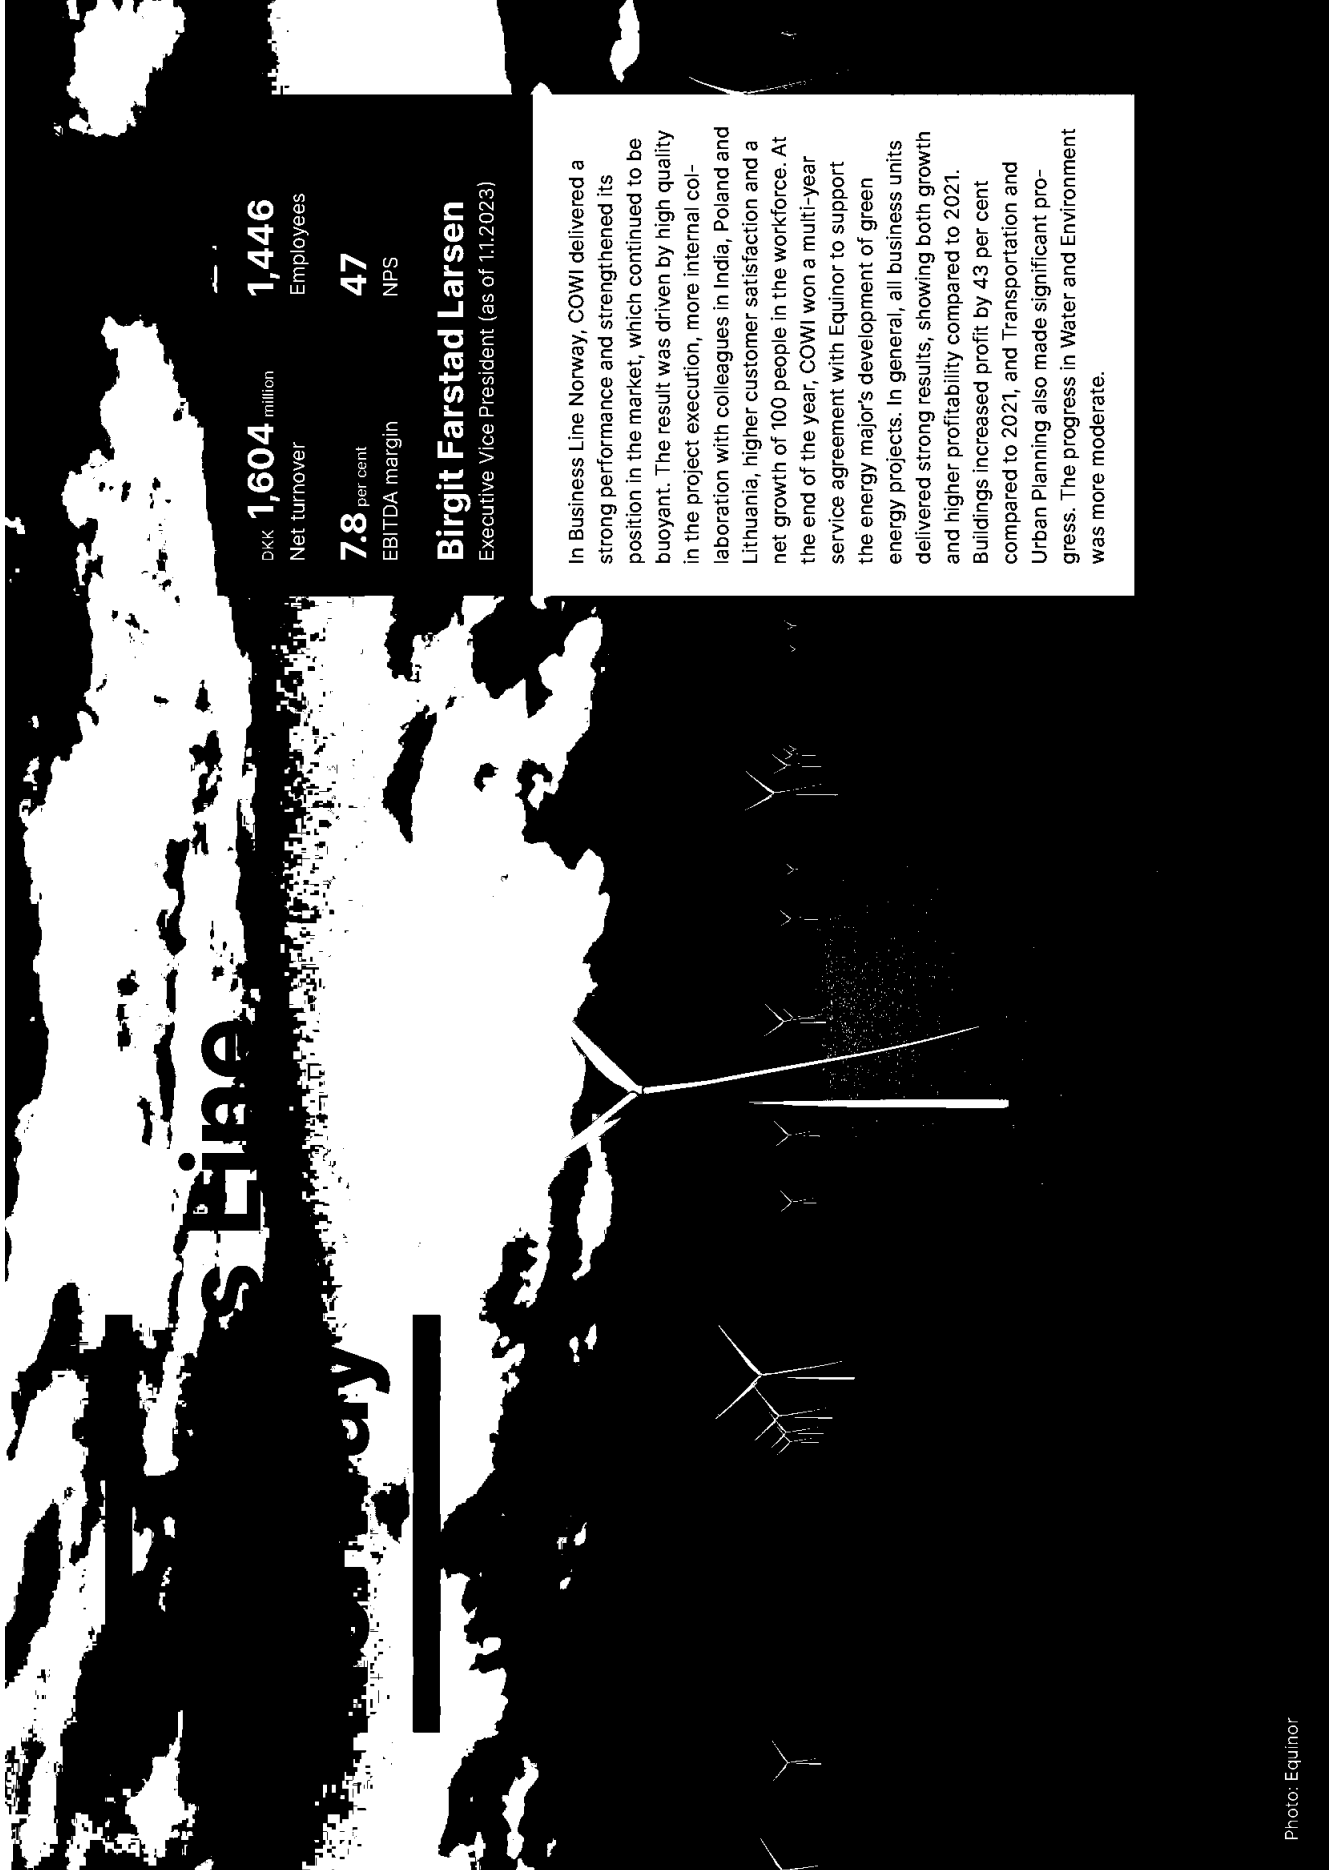 s Line
DKK 1,604 million
Net turnover
1,446
Employees
7.8 per cent
EBITDA margin
47
NPS
Birgit Farstad Larsen
Executive Vice President (as of 1.1.2023)
In Business Line Norway, COWI delivered a
strong performance and strengthened its
position in the market, which continued to be
buoyant. The result was driven by high quality
in the project execution, more internal col-
laboration with colleagues in India, Poland and
Lithuania, higher customer satisfaction and a
net growth of 100 people in the workforce. At
the end of the year, COWI won a multi-year
service agreement with Equinor to support
the energy major's development of green
energy projects. In general, all business units
delivered strong results, showing both growth
and higher profitability compared to 2021.
Buildings increased profit by 43 per cent
compared to 2021, and Transportation and
Urban Planning also made significant pro-
gress. The progress in Water and Environment
was more moderate.
Photo: Equinor